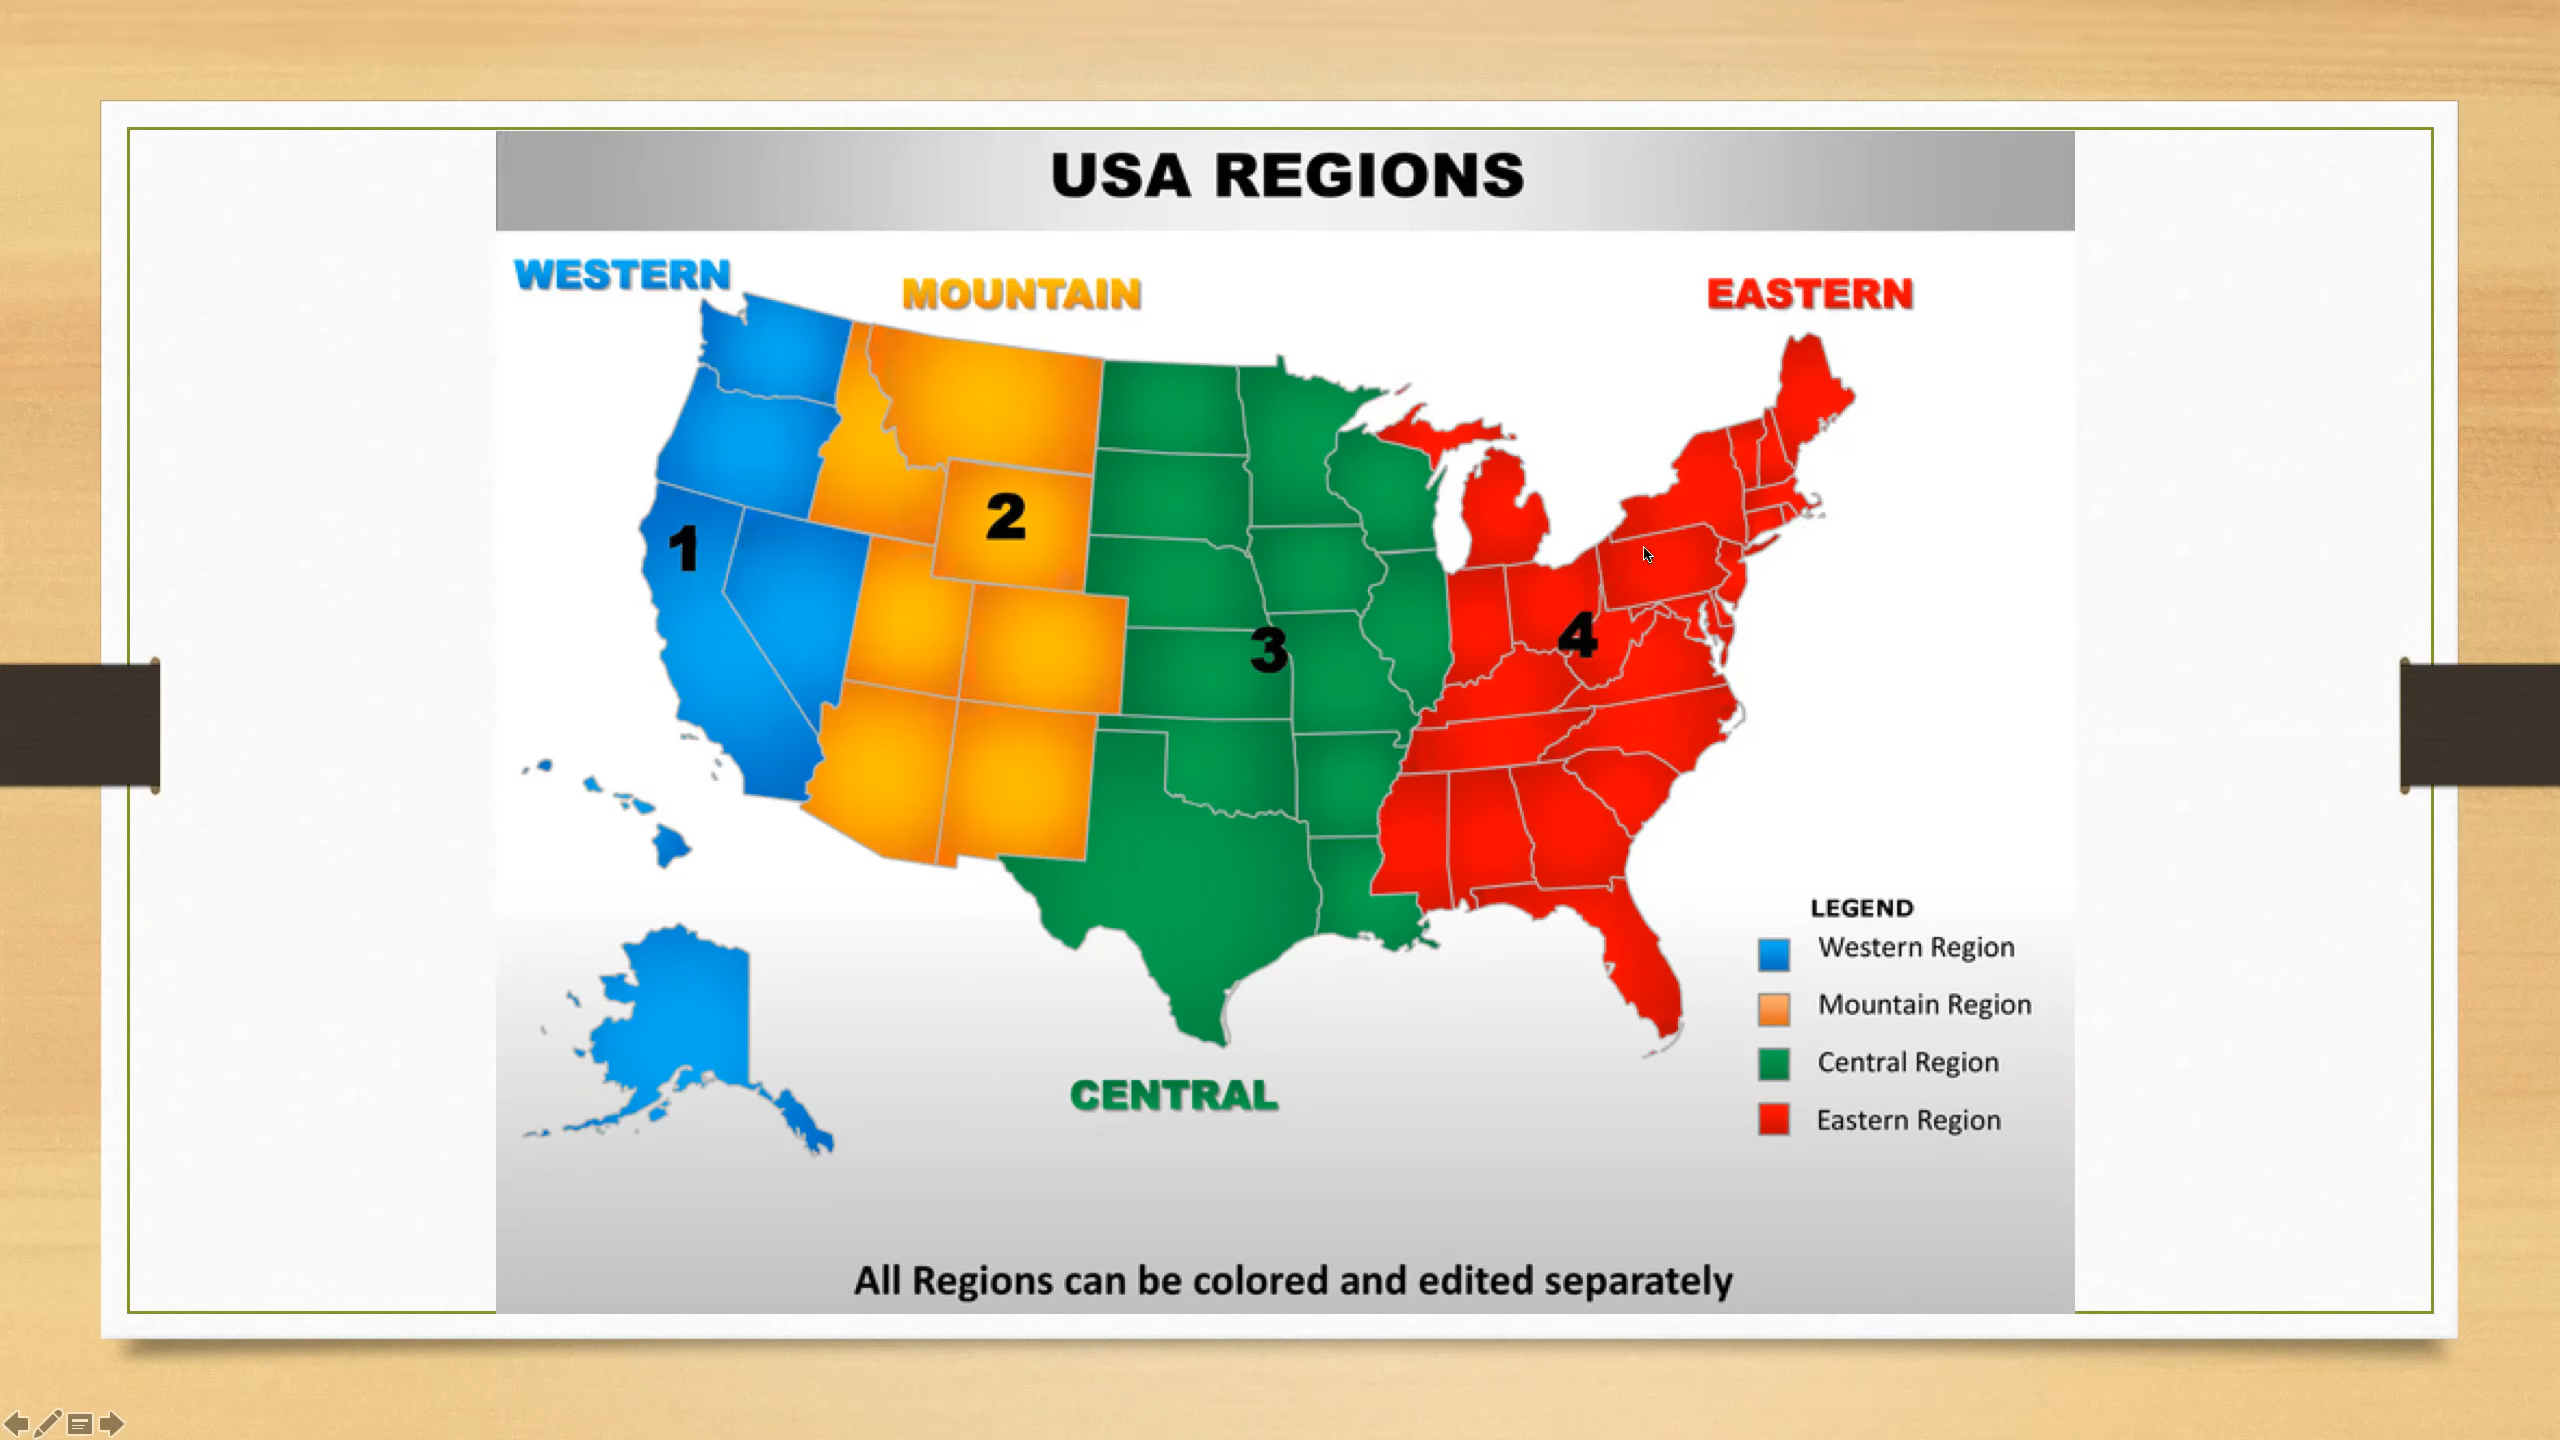 USA REGIONS
WESTERN
MOUNTAIN
EASTERN
1
2
3
4
LEGEND
Western Region
Mountain Region
Central Region
Eastern Region
CENTRAL
All Regions can be colored and edited separately